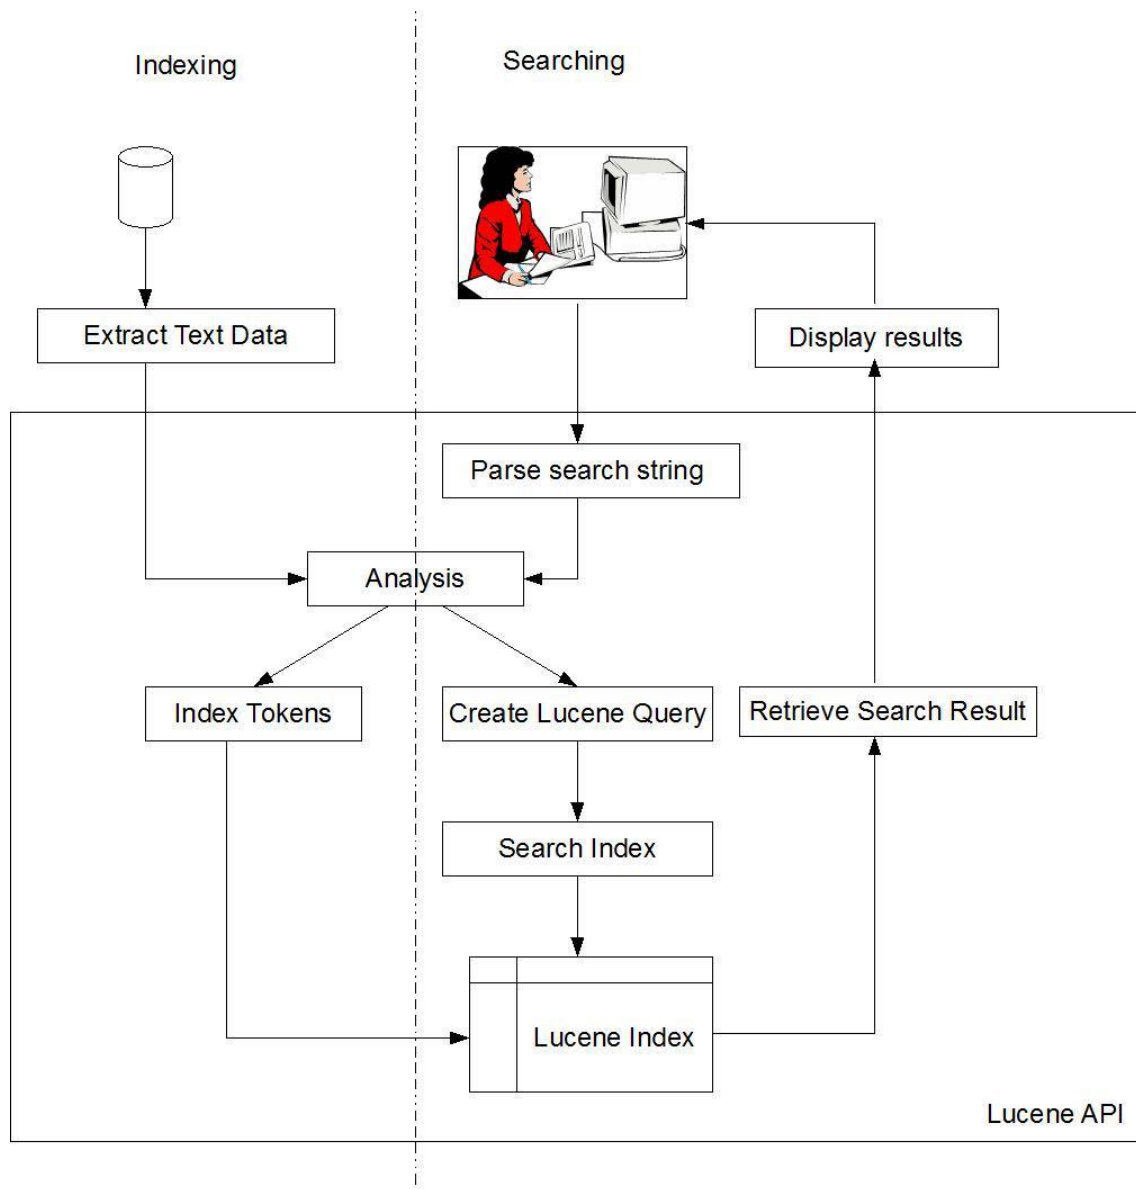 Indexing
Searching
Extract Text Data
Display results
Parse search string
Analysis
Index Tokens
Create Lucene Query
Retrieve Search Result
Search Index
Lucene Index
Lucene API